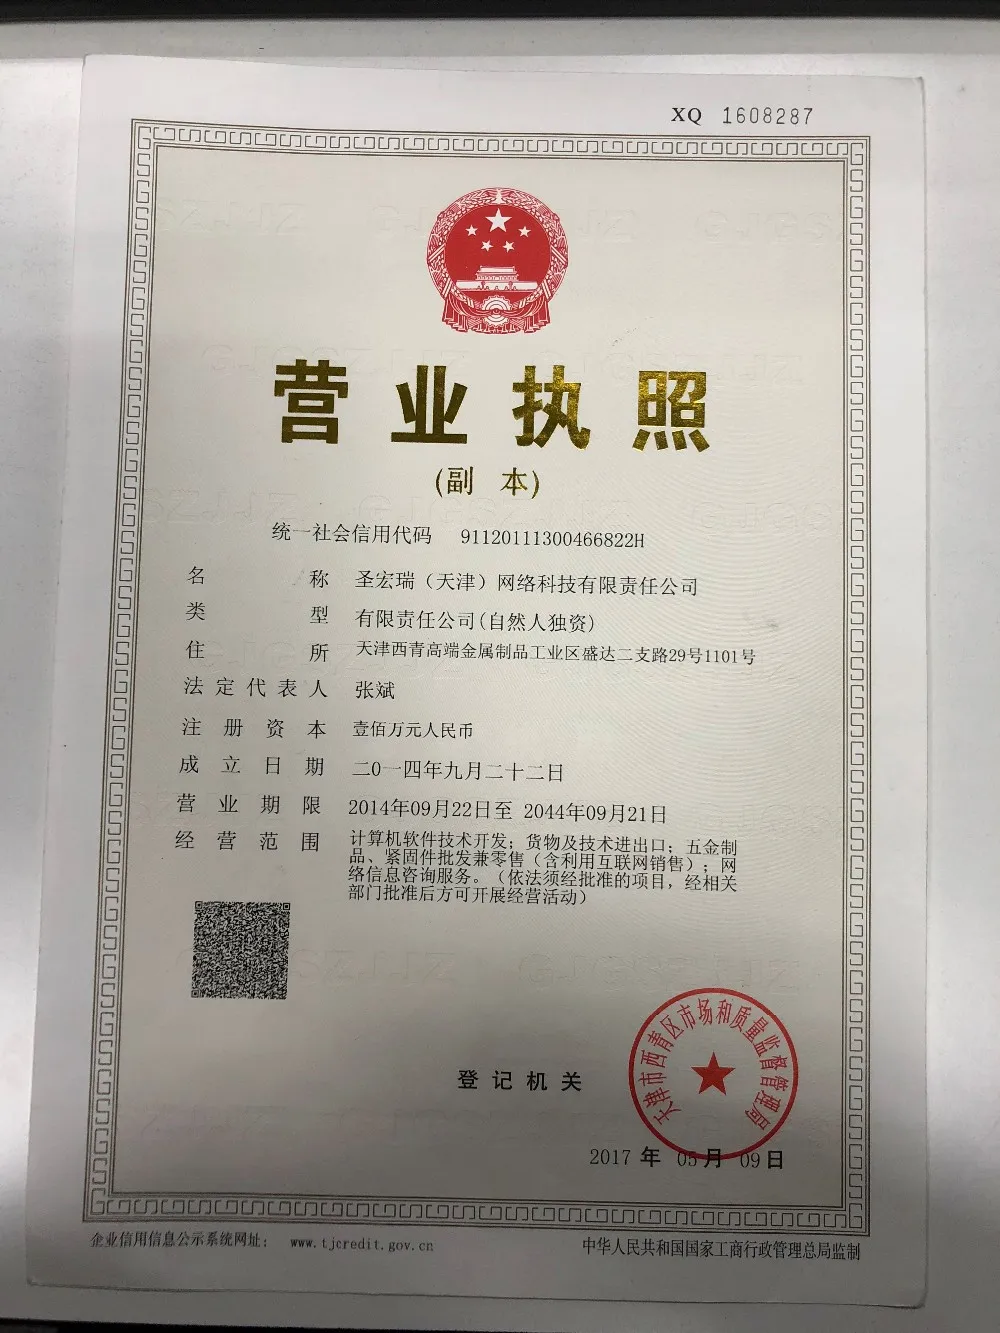 XQ 1608287
营业执照
(副 本)
统一社会信用代码 91120111300466822H
名称 圣宏瑞（天津）网络科技有限责任公司
类型 有限责任公司(自然人独资)
住所 天津西青高端金属制品工业区盛达二支路29号1101号
法定代表人 张斌
注册资本 壹佰万元人民币
成立日期 二0一四年九月二十二日
营业期限 2014年09月22日至 2044年09月21日
经营范围 计算机软件技术开发；货物及技术进出口；五金制
品、紧固件批发兼零售（含利用互联网销售）；网
络信息咨询服务。（依法须经批准的项目，经相关
部门批准后方可开展经营活动）
天津市西青区市场和质量监督管理局
登记机关
2017 年 05 月 09 日
企业信用信息公示系统网址： www.tjcredit.gov.cn
中华人民共和国国家工商行政管理总局监制